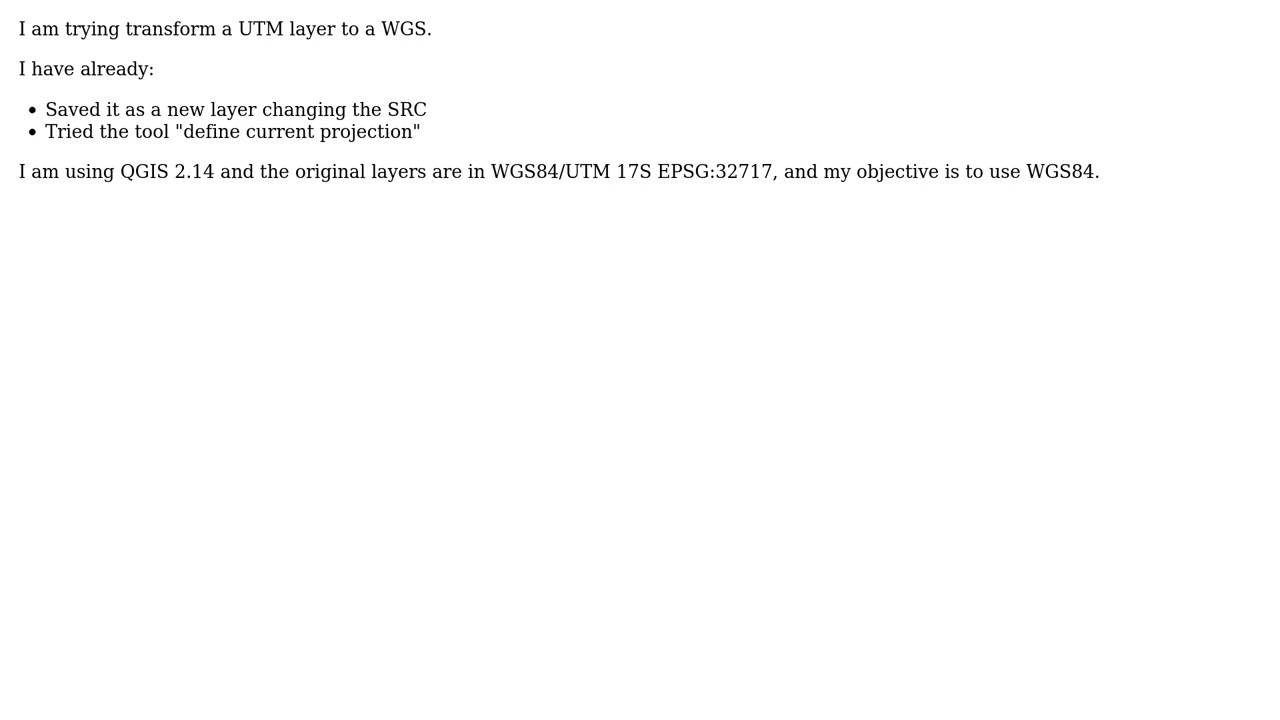 I am trying transform a UTM layer to a WGS.
I have already:
• Saved it as a new layer changing the SRC
• Tried the tool "define current projection"
I am using QGIS 2.14 and the original layers are in WGS84/UTM 17S EPSG:32717, and my objective is to use WGS84.